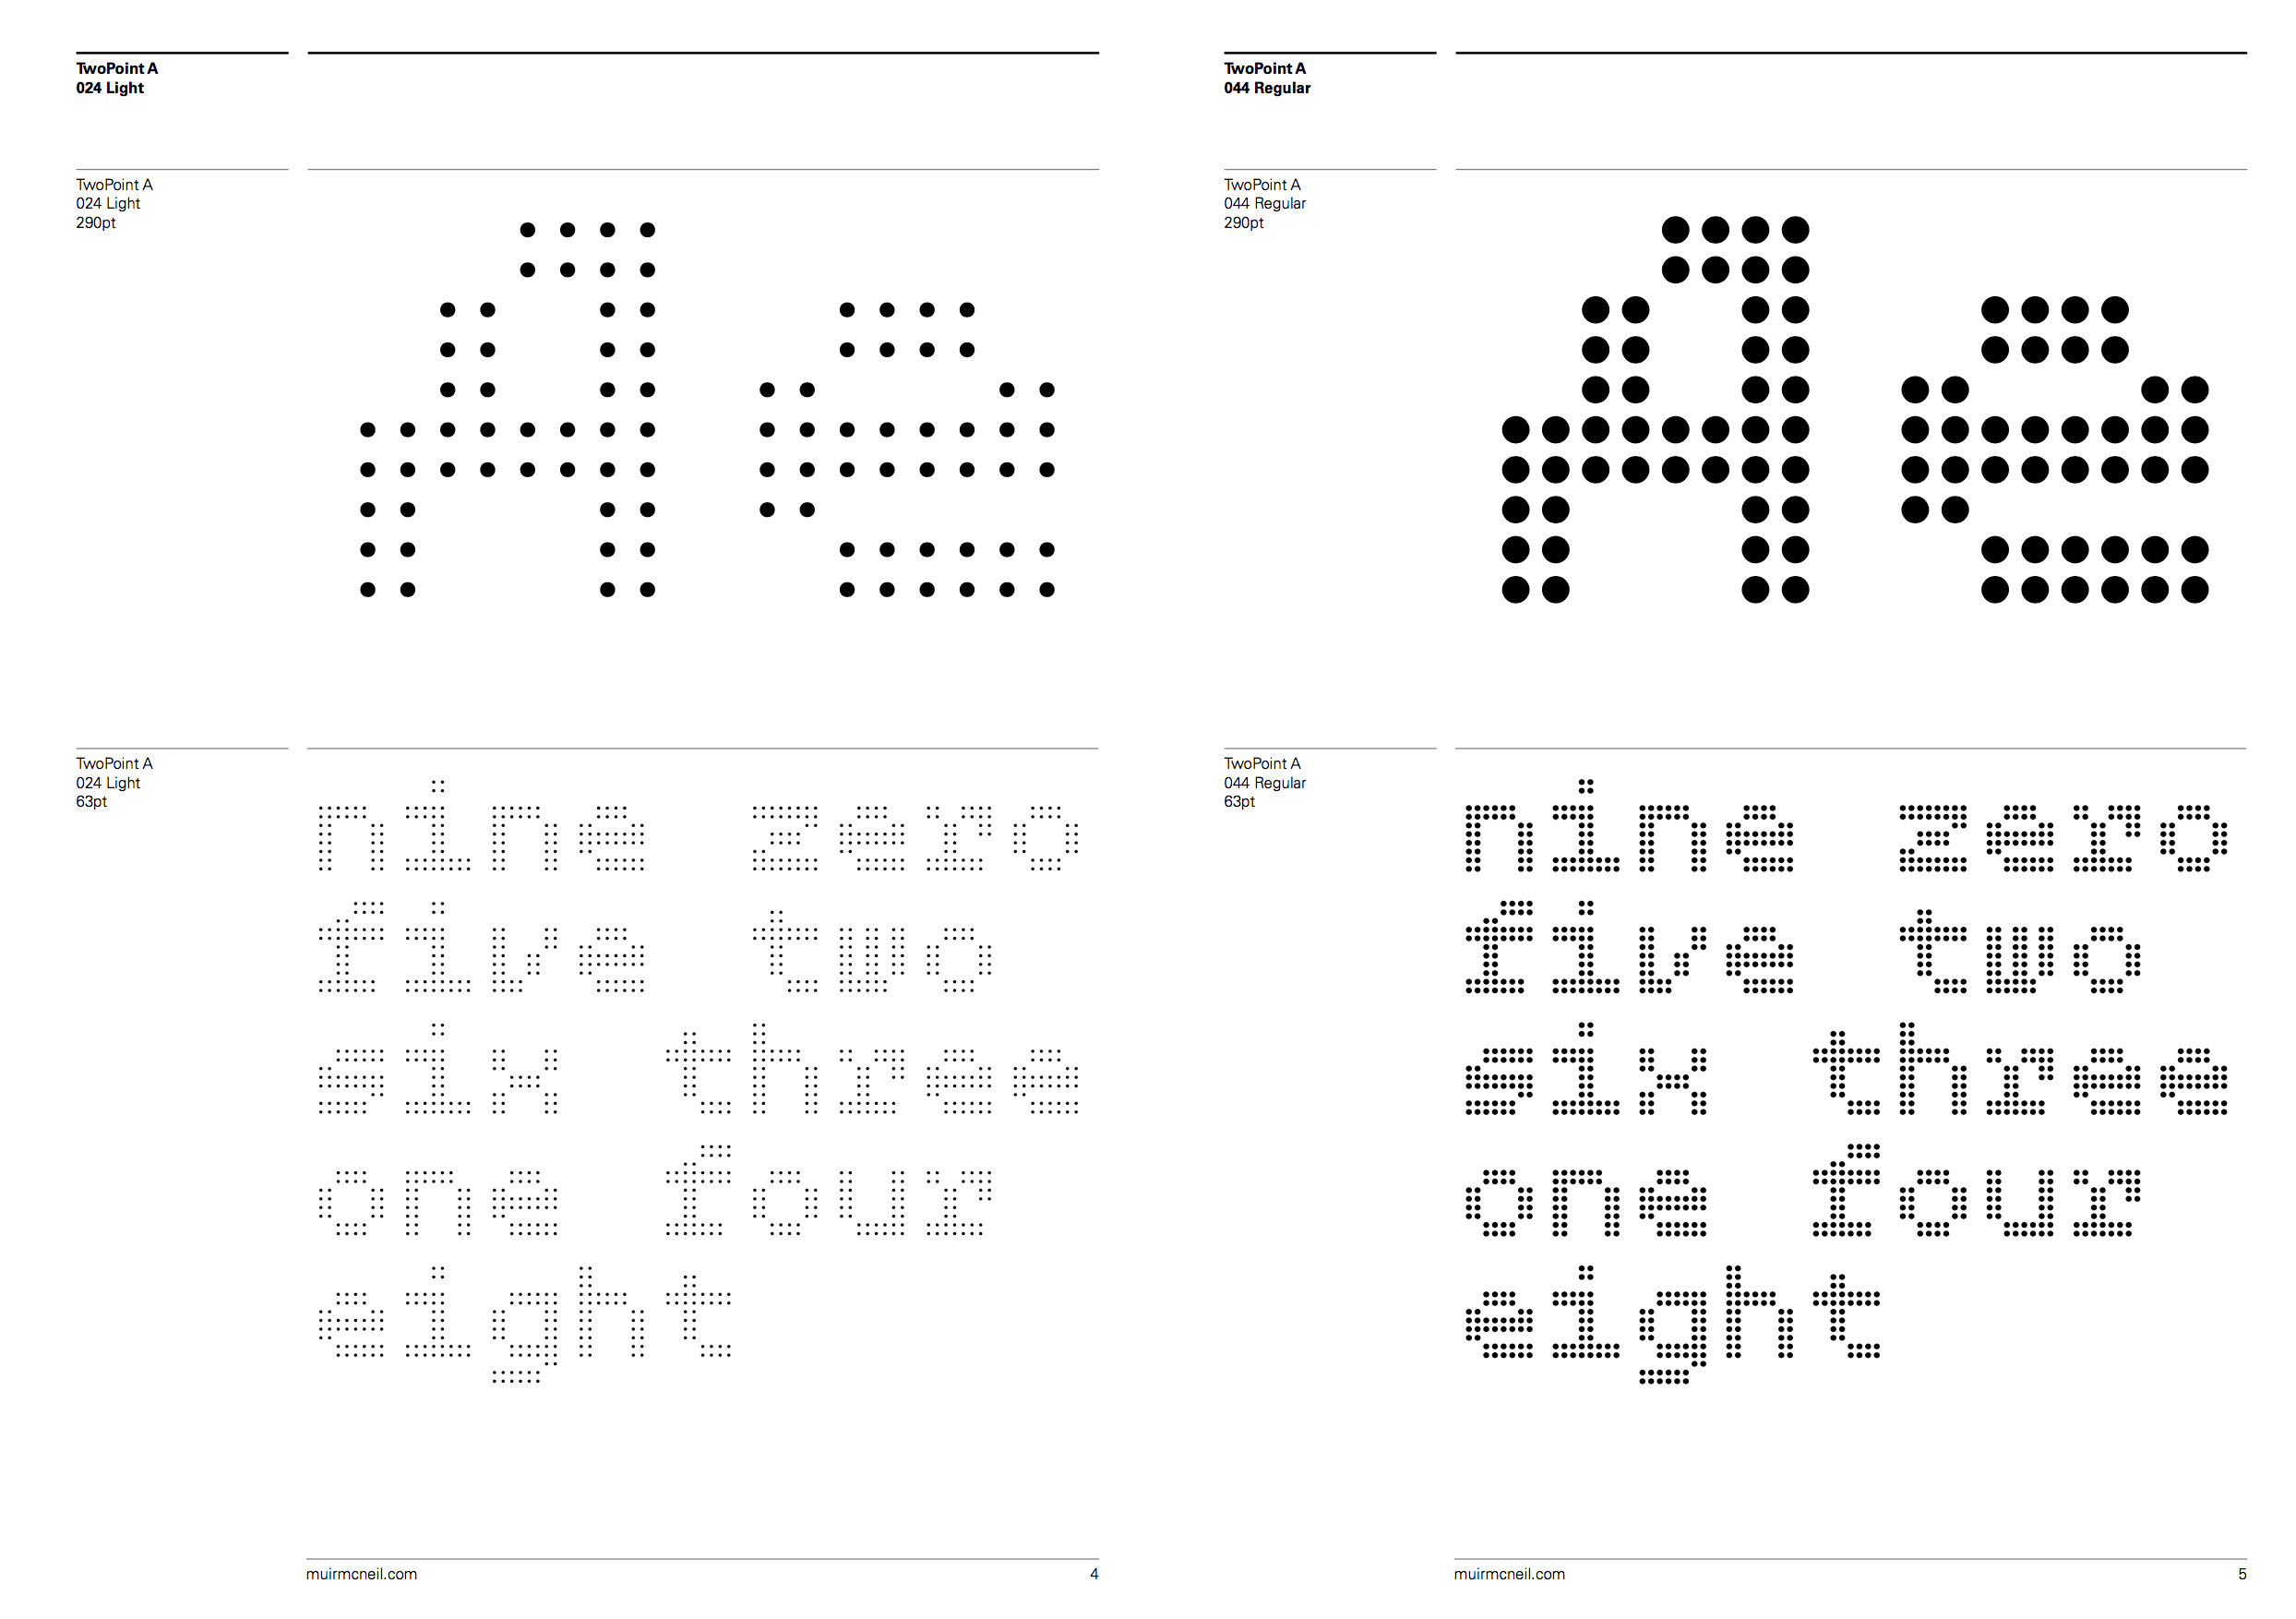 TwoPoint A
024 Light
TwoPoint A
024 Light
290pt
Ae
TwoPoint A
024 Light
63pt
nine zero
five two
six three
one four
eight
muirmcneil.com 4
TwoPoint A
044 Regular
TwoPoint A
044 Regular
290pt
Ae
TwoPoint A
044 Regular
63pt
nine zero
five two
six three
one four
eight
muirmcneil.com 5